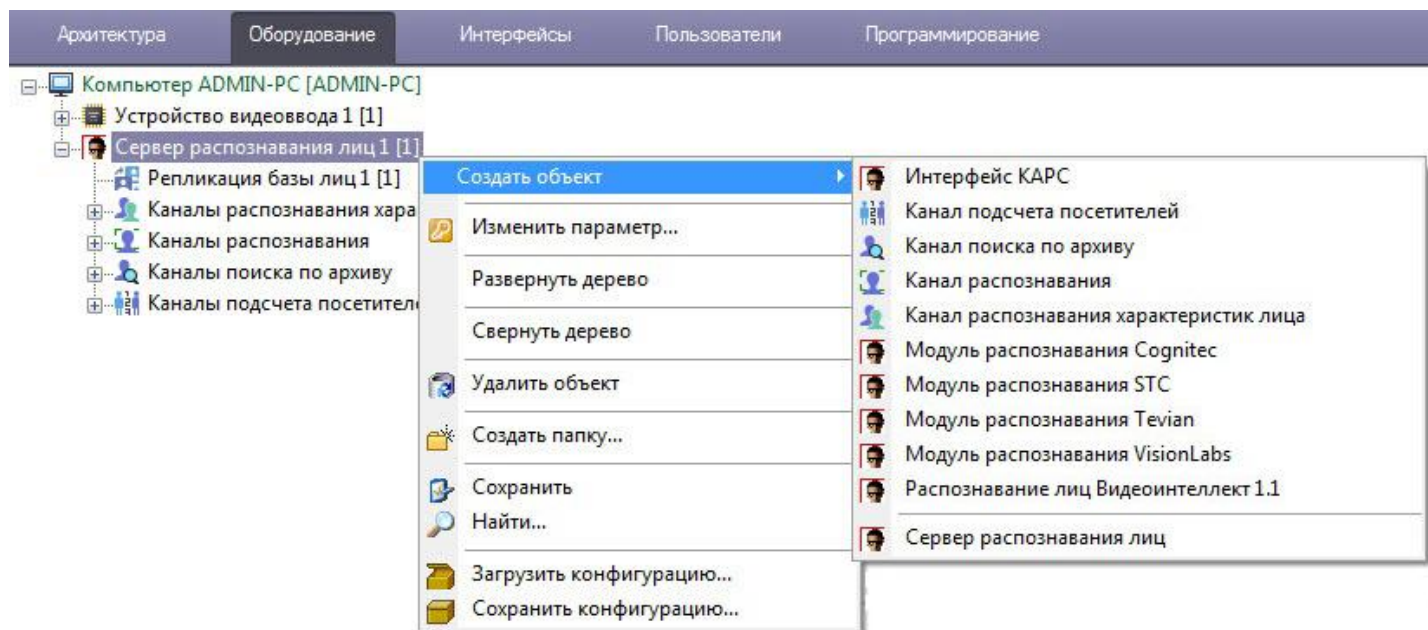 Архитектура Оборудование Интерфейсы Пользователи Программирование
Компьютер ADMIN-PC [ADMIN-PC]
Устройство видеоввода 1 [1]
Сервер распознавания лиц 1 [1]
Репликация базы лиц 1 [1]
Каналы распознавания хара
Каналы распознавания
Каналы поиска по архиву
Каналы подсчета посетител
Создать объект
Изменить параметр...
Развернуть дерево
Свернуть дерево
Удалить объект
Создать папку...
Сохранить
Найти...
Загрузить конфигурацию...
Сохранить конфигурацию...
Интерфейс КАРС
Канал подсчета посетителей
Канал поиска по архиву
Канал распознавания
Канал распознавания характеристик лица
Модуль распознавания Cognitec
Модуль распознавания STC
Модуль распознавания Tevian
Модуль распознавания VisionLabs
Распознавание лиц Видеоинтеллект 1.1
Сервер распознавания лиц